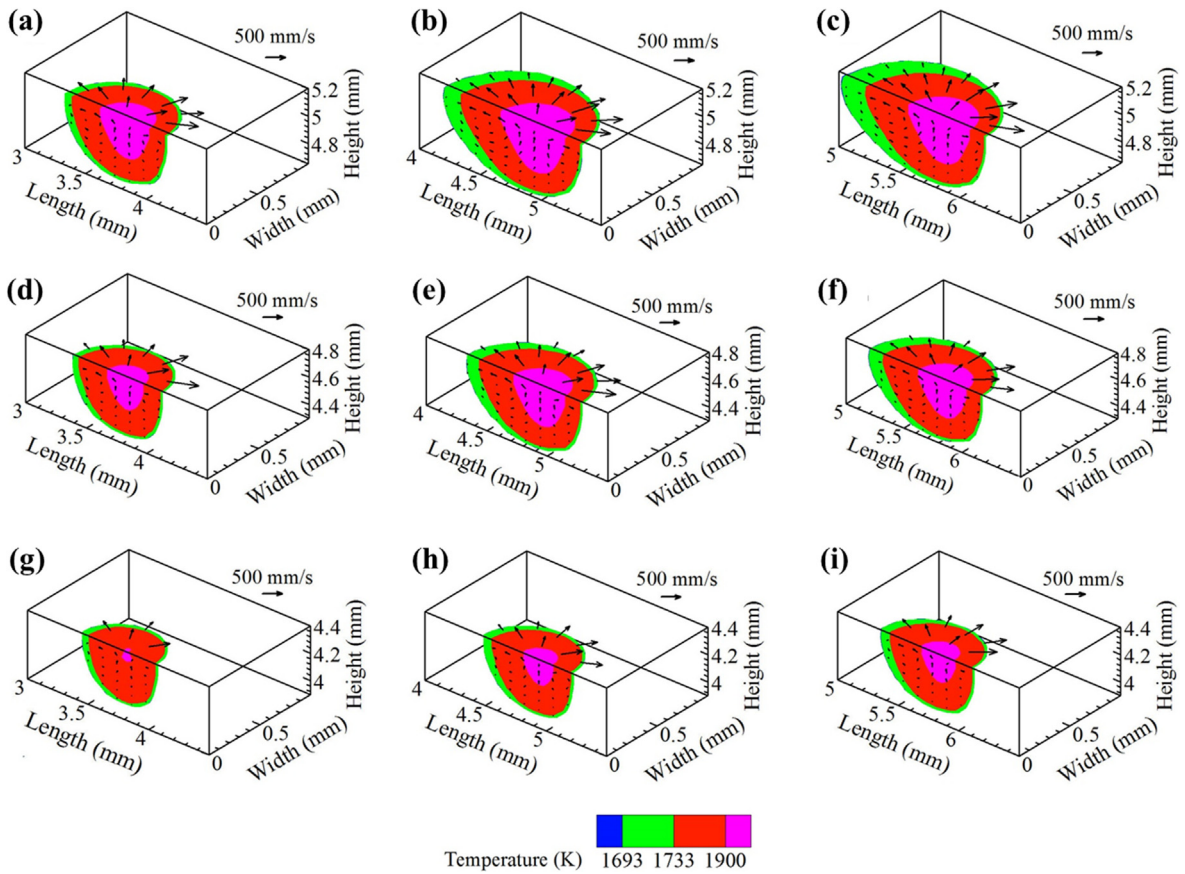 (a)
500 mm/s
5.2
5
4.8
Height (mm)
3
3.5
4
Length (mm)
0
0.5
Width (mm)
(b)
500 mm/s
5.2
5
4.8
Height (mm)
4
4.5
5
Length (mm)
0
0.5
Width (mm)
(c)
500 mm/s
5.2
5
4.8
Height (mm)
5
5.5
6
Length (mm)
0
0.5
Width (mm)
(d)
500 mm/s
4.8
4.6
4.4
Height (mm)
3
3.5
4
Length (mm)
0
0.5
Width (mm)
(e)
500 mm/s
4.8
4.6
4.4
Height (mm)
4
4.5
5
Length (mm)
0
0.5
Width (mm)
(f)
500 mm/s
4.8
4.6
4.4
Height (mm)
5
5.5
6
Length (mm)
0
0.5
Width (mm)
(g)
500 mm/s
4.4
4.2
4
Height (mm)
3
3.5
4
Length (mm)
0
0.5
Width (mm)
(h)
500 mm/s
4.4
4.2
4
Height (mm)
4
4.5
5
Length (mm)
0
0.5
Width (mm)
(i)
500 mm/s
4.4
4.2
4
Height (mm)
5
5.5
6
Length (mm)
0
0.5
Width (mm)
Temperature (K) 1693 1733 1900